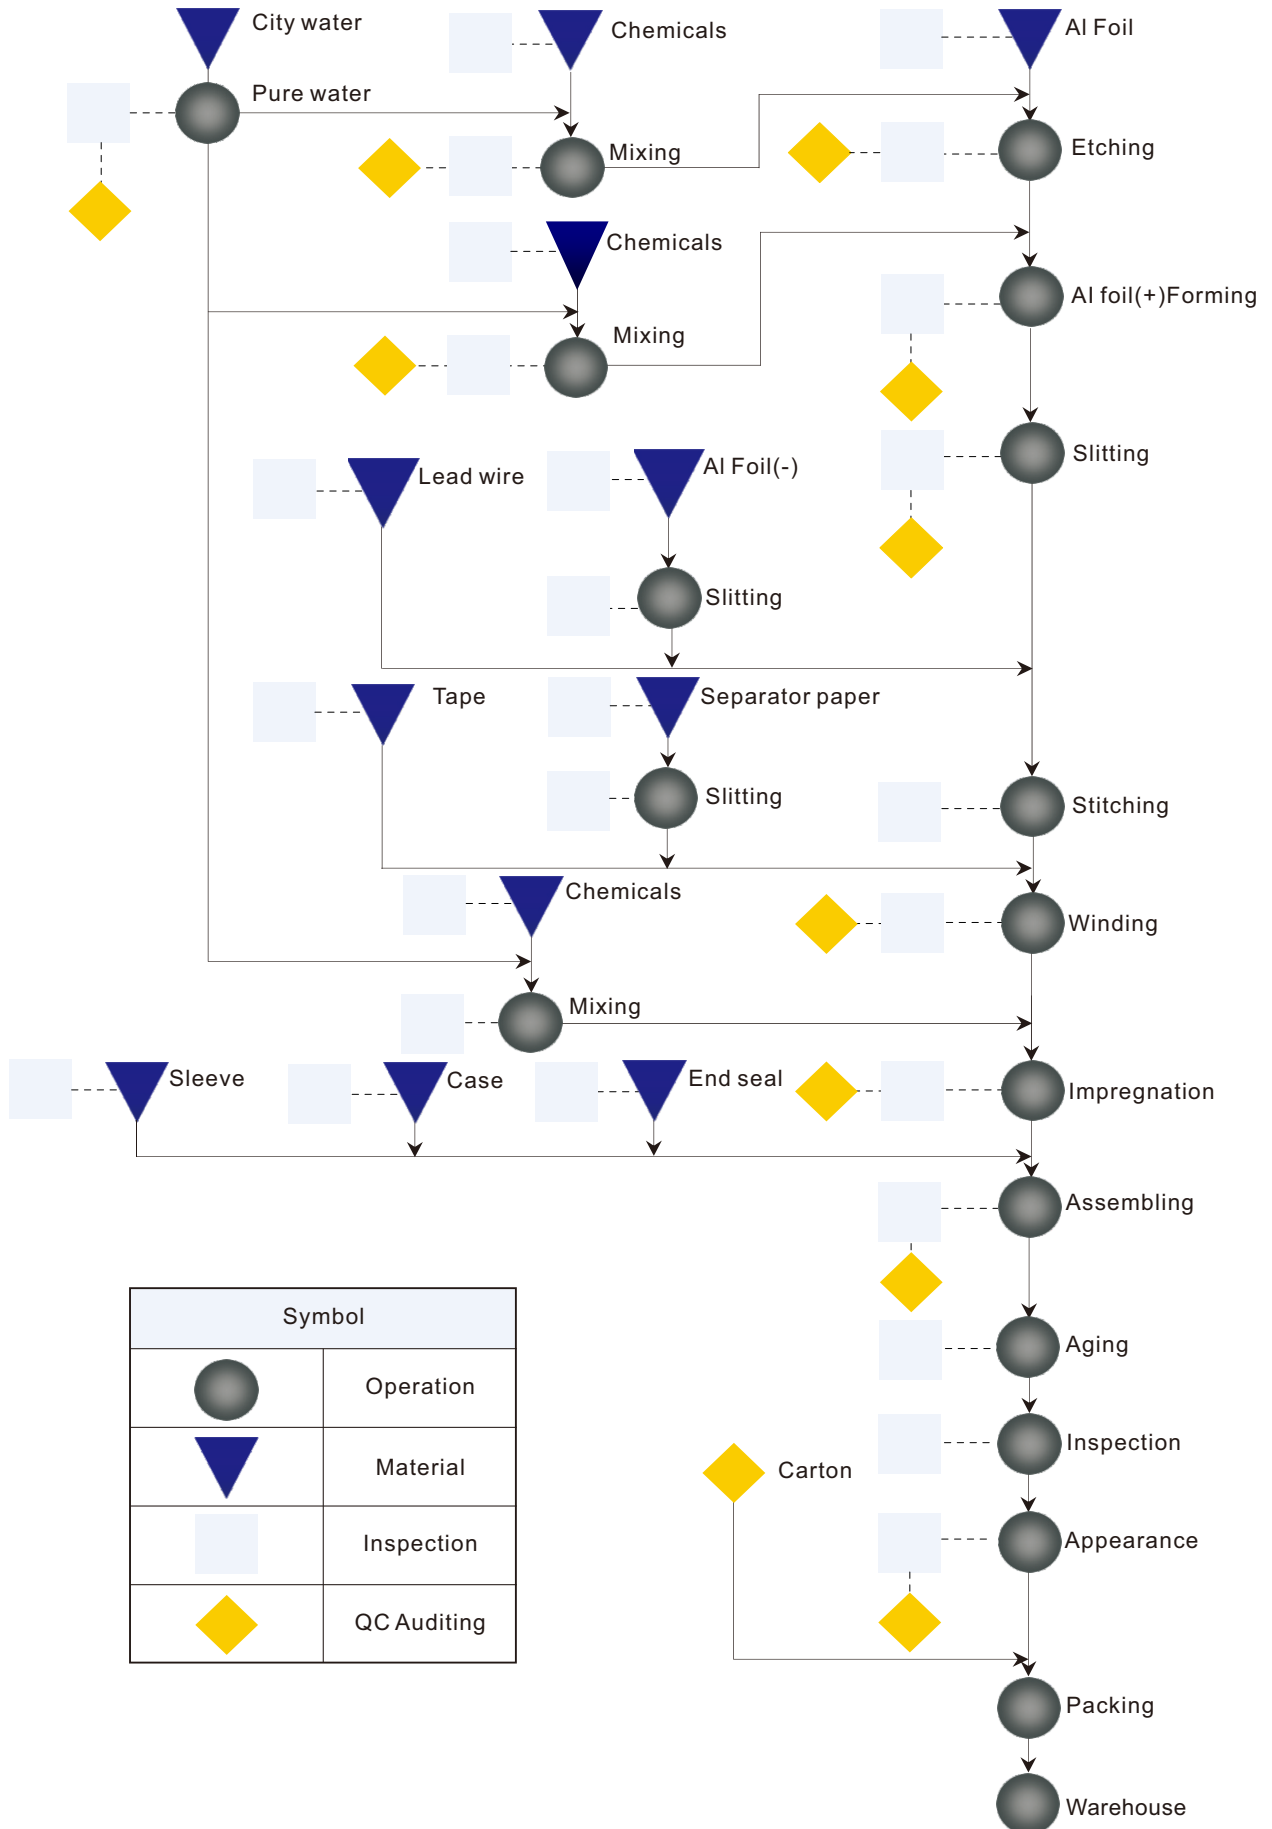 City water
Chemicals
Al Foil
Pure water
Mixing
Etching
Chemicals
Al foil(+)Forming
Mixing
Slitting
Lead wire
Al Foil(-)
Slitting
Tape
Separator paper
Slitting
Stitching
Chemicals
Winding
Mixing
Sleeve
Case
End seal
Impregnation
Assembling
Symbol
Operation
Material
Inspection
QC Auditing
Aging
Inspection
Carton
Appearance
Packing
Warehouse